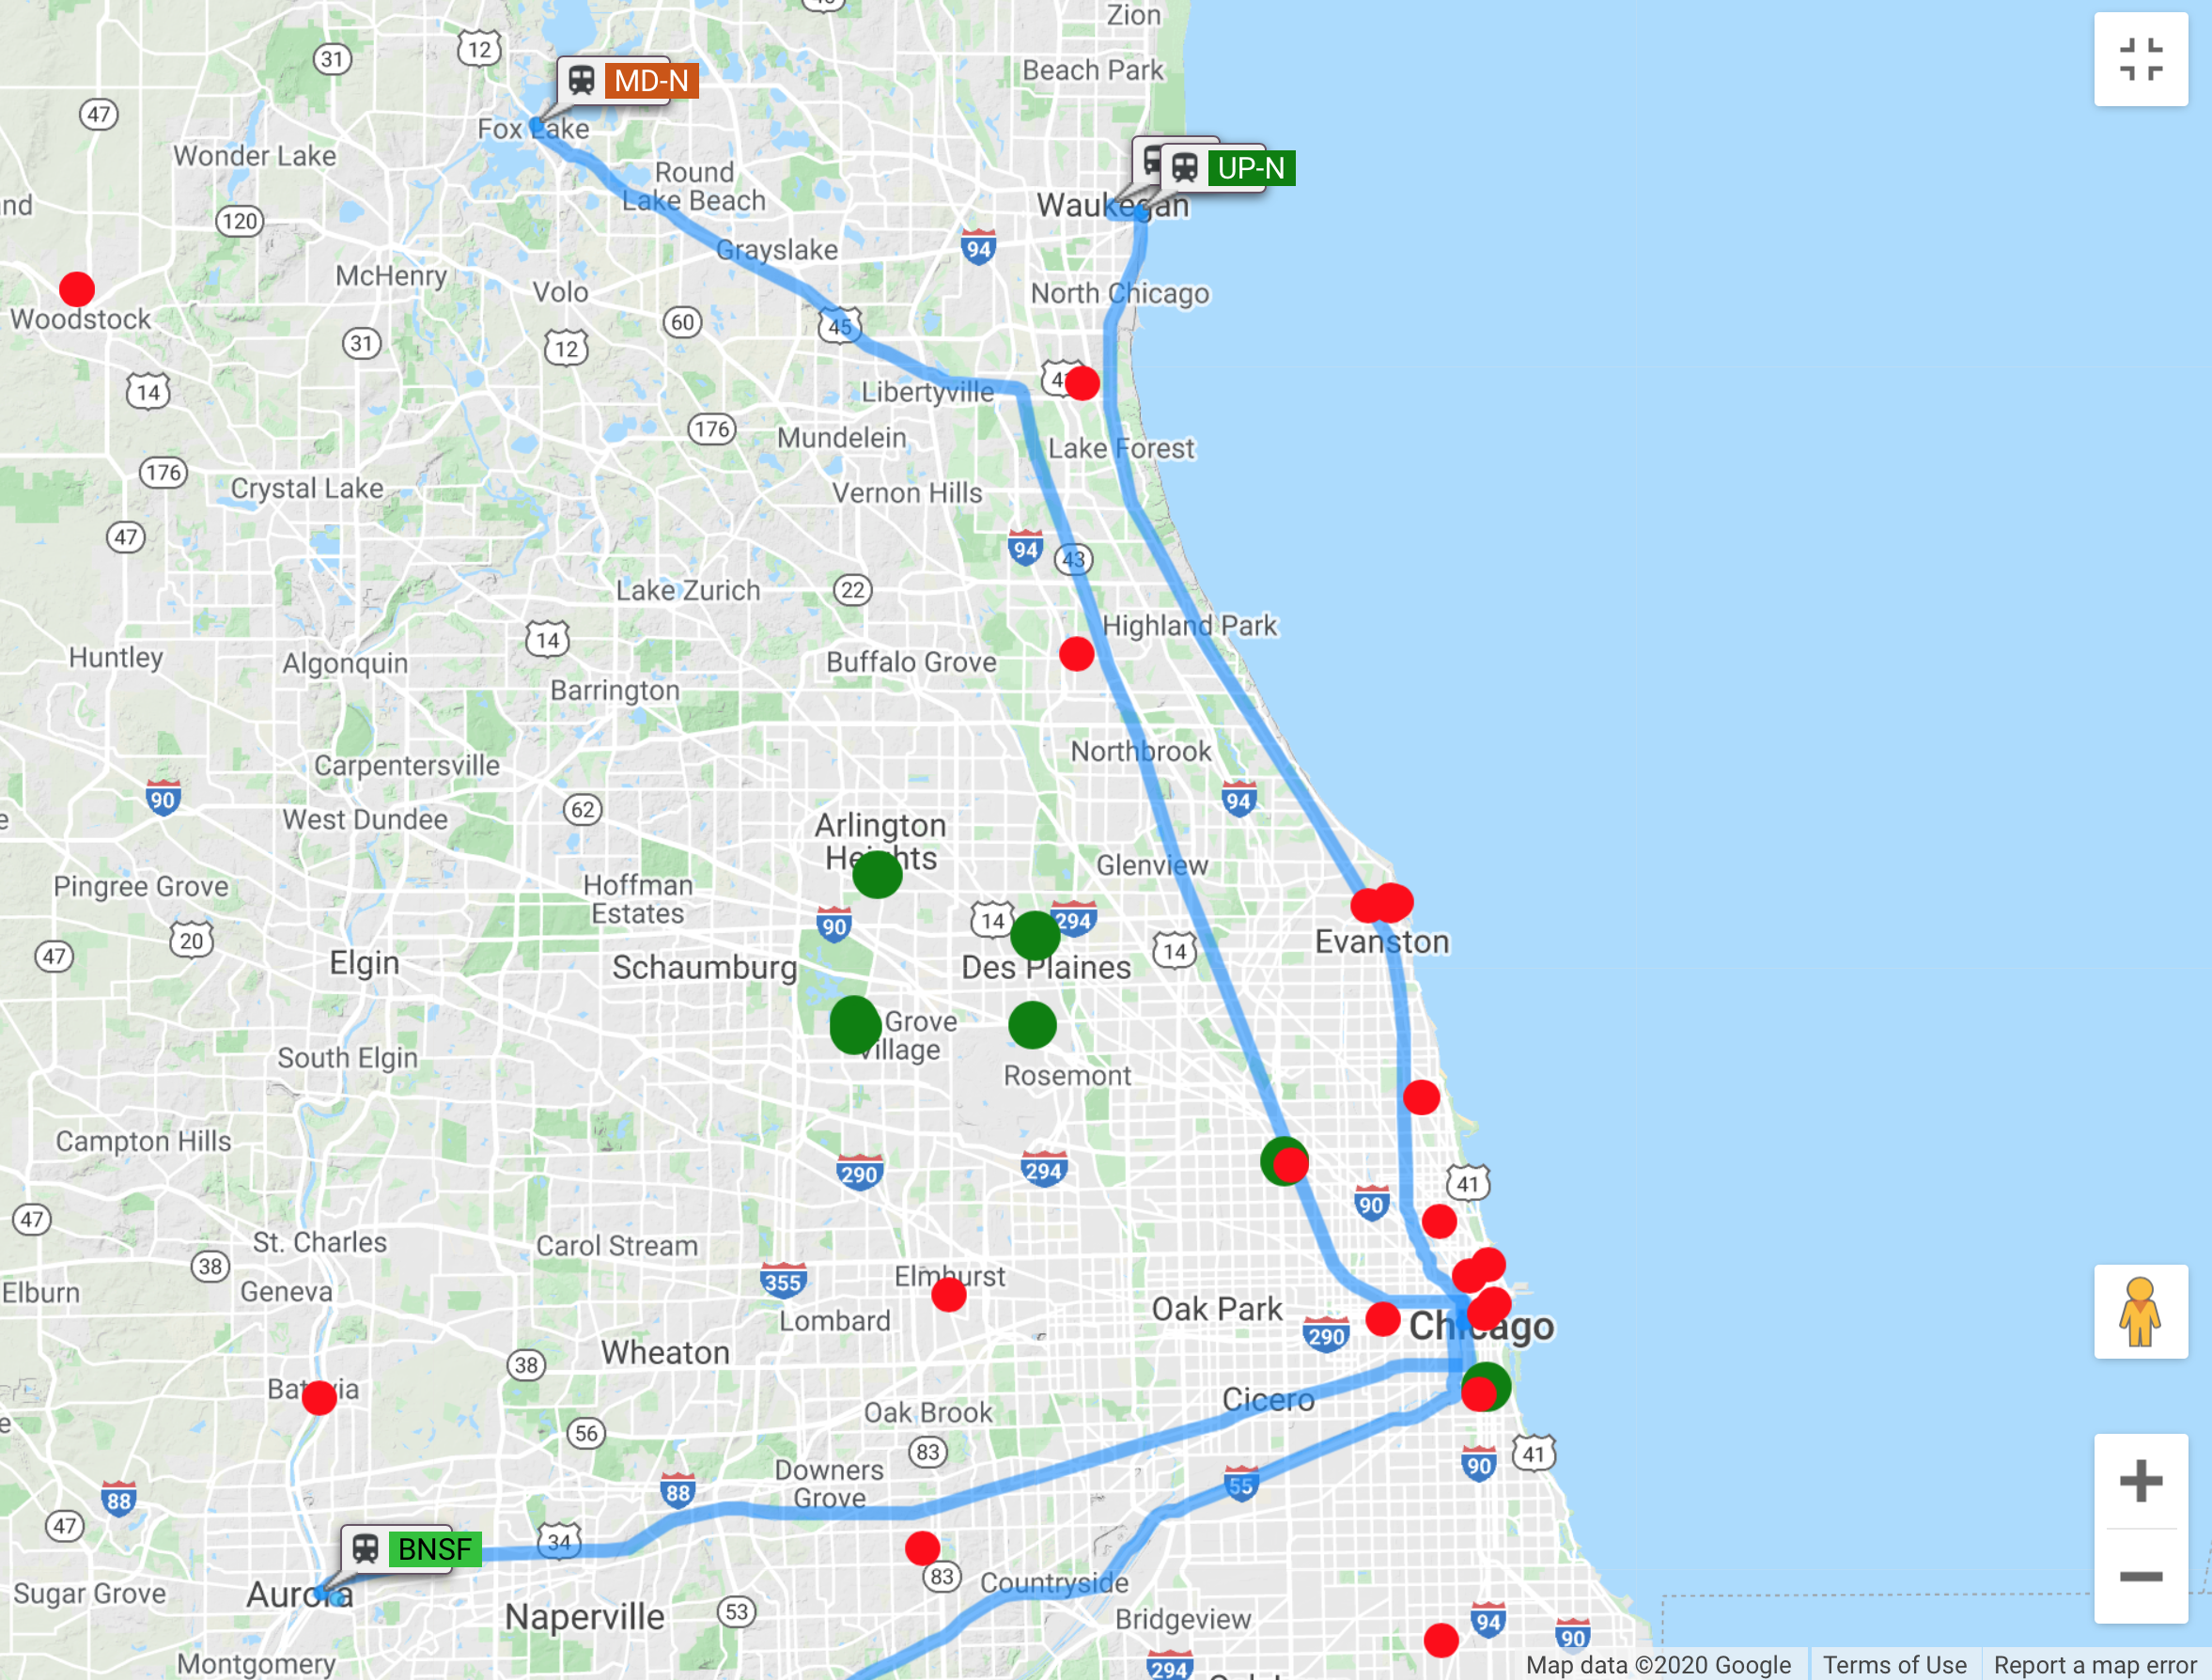 Zion
12
31
Beach Park
MD-N
47
Fox Lake
Wonder Lake
UP-N
Round
Lake Beach
Waukegan
120
Grayslake
94
McHenry
Volo
North Chicago
Woodstock
60
45
31
12
14
Libertyville
176
Mundelein
Lake Forest
176
Crystal Lake
Vernon Hills
47
94
43
Lake Zurich
22
14
Highland Park
Huntley
Algonquin
Buffalo Grove
Barrington
Northbrook
Carpentersville
90
94
62
West Dundee
Arlington
Heights
Glenview
Pingree Grove
Hoffman
Estates
90
14
294
20
14
Evanston
47
Elgin
Schaumburg
Des Plaines
Grove
Village
South Elgin
Rosemont
Campton Hills
290
294
41
90
47
St. Charles
Carol Stream
38
Elburn
Geneva
355
Elmhurst
Lombard
Oak Park
290
Chicago
Wheaton
38
Batavia
Cicero
Oak Brook
56
83
41
90
Downers
Grove
88
88
55
47
34
BNSF
83
Countryside
Sugar Grove
Aurora
Naperville
53
Bridgeview
94
90
Montgomery
294
Map data ©2020 Google
Terms of Use
Report a map error